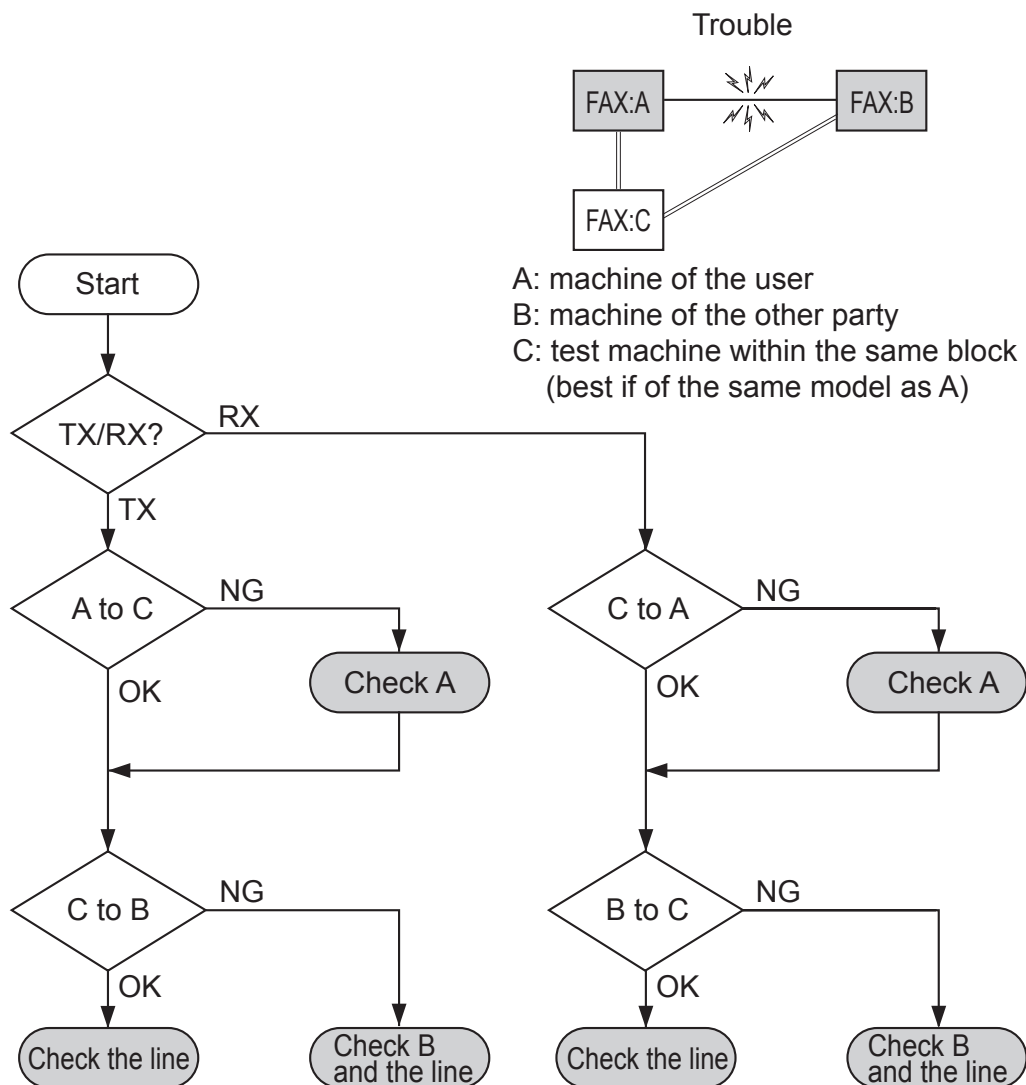 Trouble
FAX:A
FAX:B
FAX:C
A: machine of the user
B: machine of the other party
C: test machine within the same block
(best if of the same model as A)
Start
TX/RX?
RX
TX
A to C
NG
C to A
NG
Check A
Check A
OK
OK
C to B
NG
B to C
NG
OK
OK
Check the line
Check B
and the line
Check the line
Check B
and the line